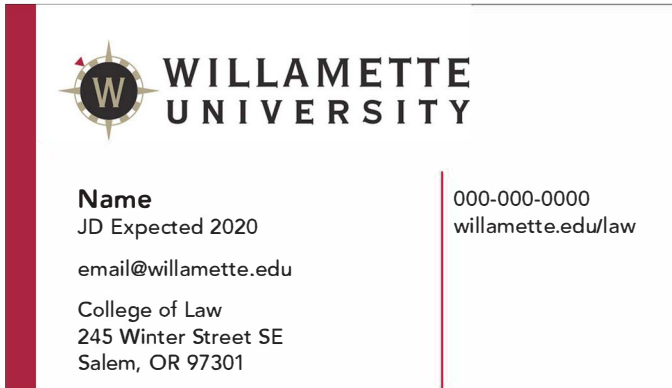 W
WILLAMETTE
UNIVERSITY
Name
JD Expected 2020
email@willamette.edu
College of Law
245 Winter Street SE
Salem, OR 97301
000-000-0000
willamette.edu/law